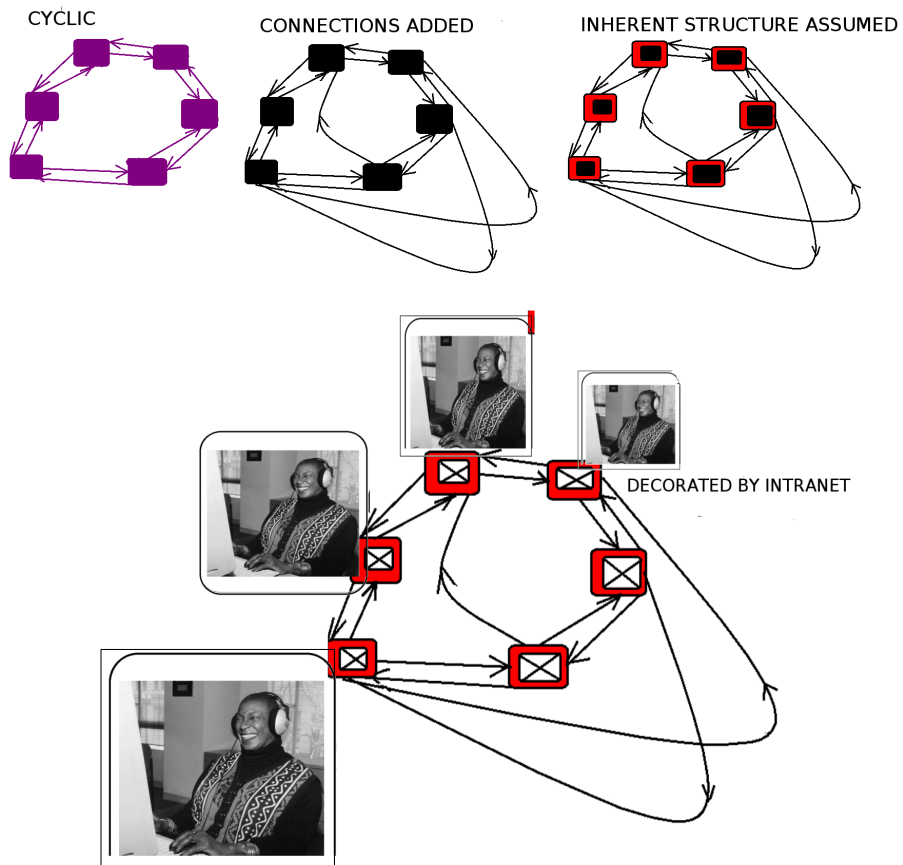 CYCLIC
CONNECTIONS ADDED
INHERENT STRUCTURE ASSUMED
DECORATED BY INTRANET